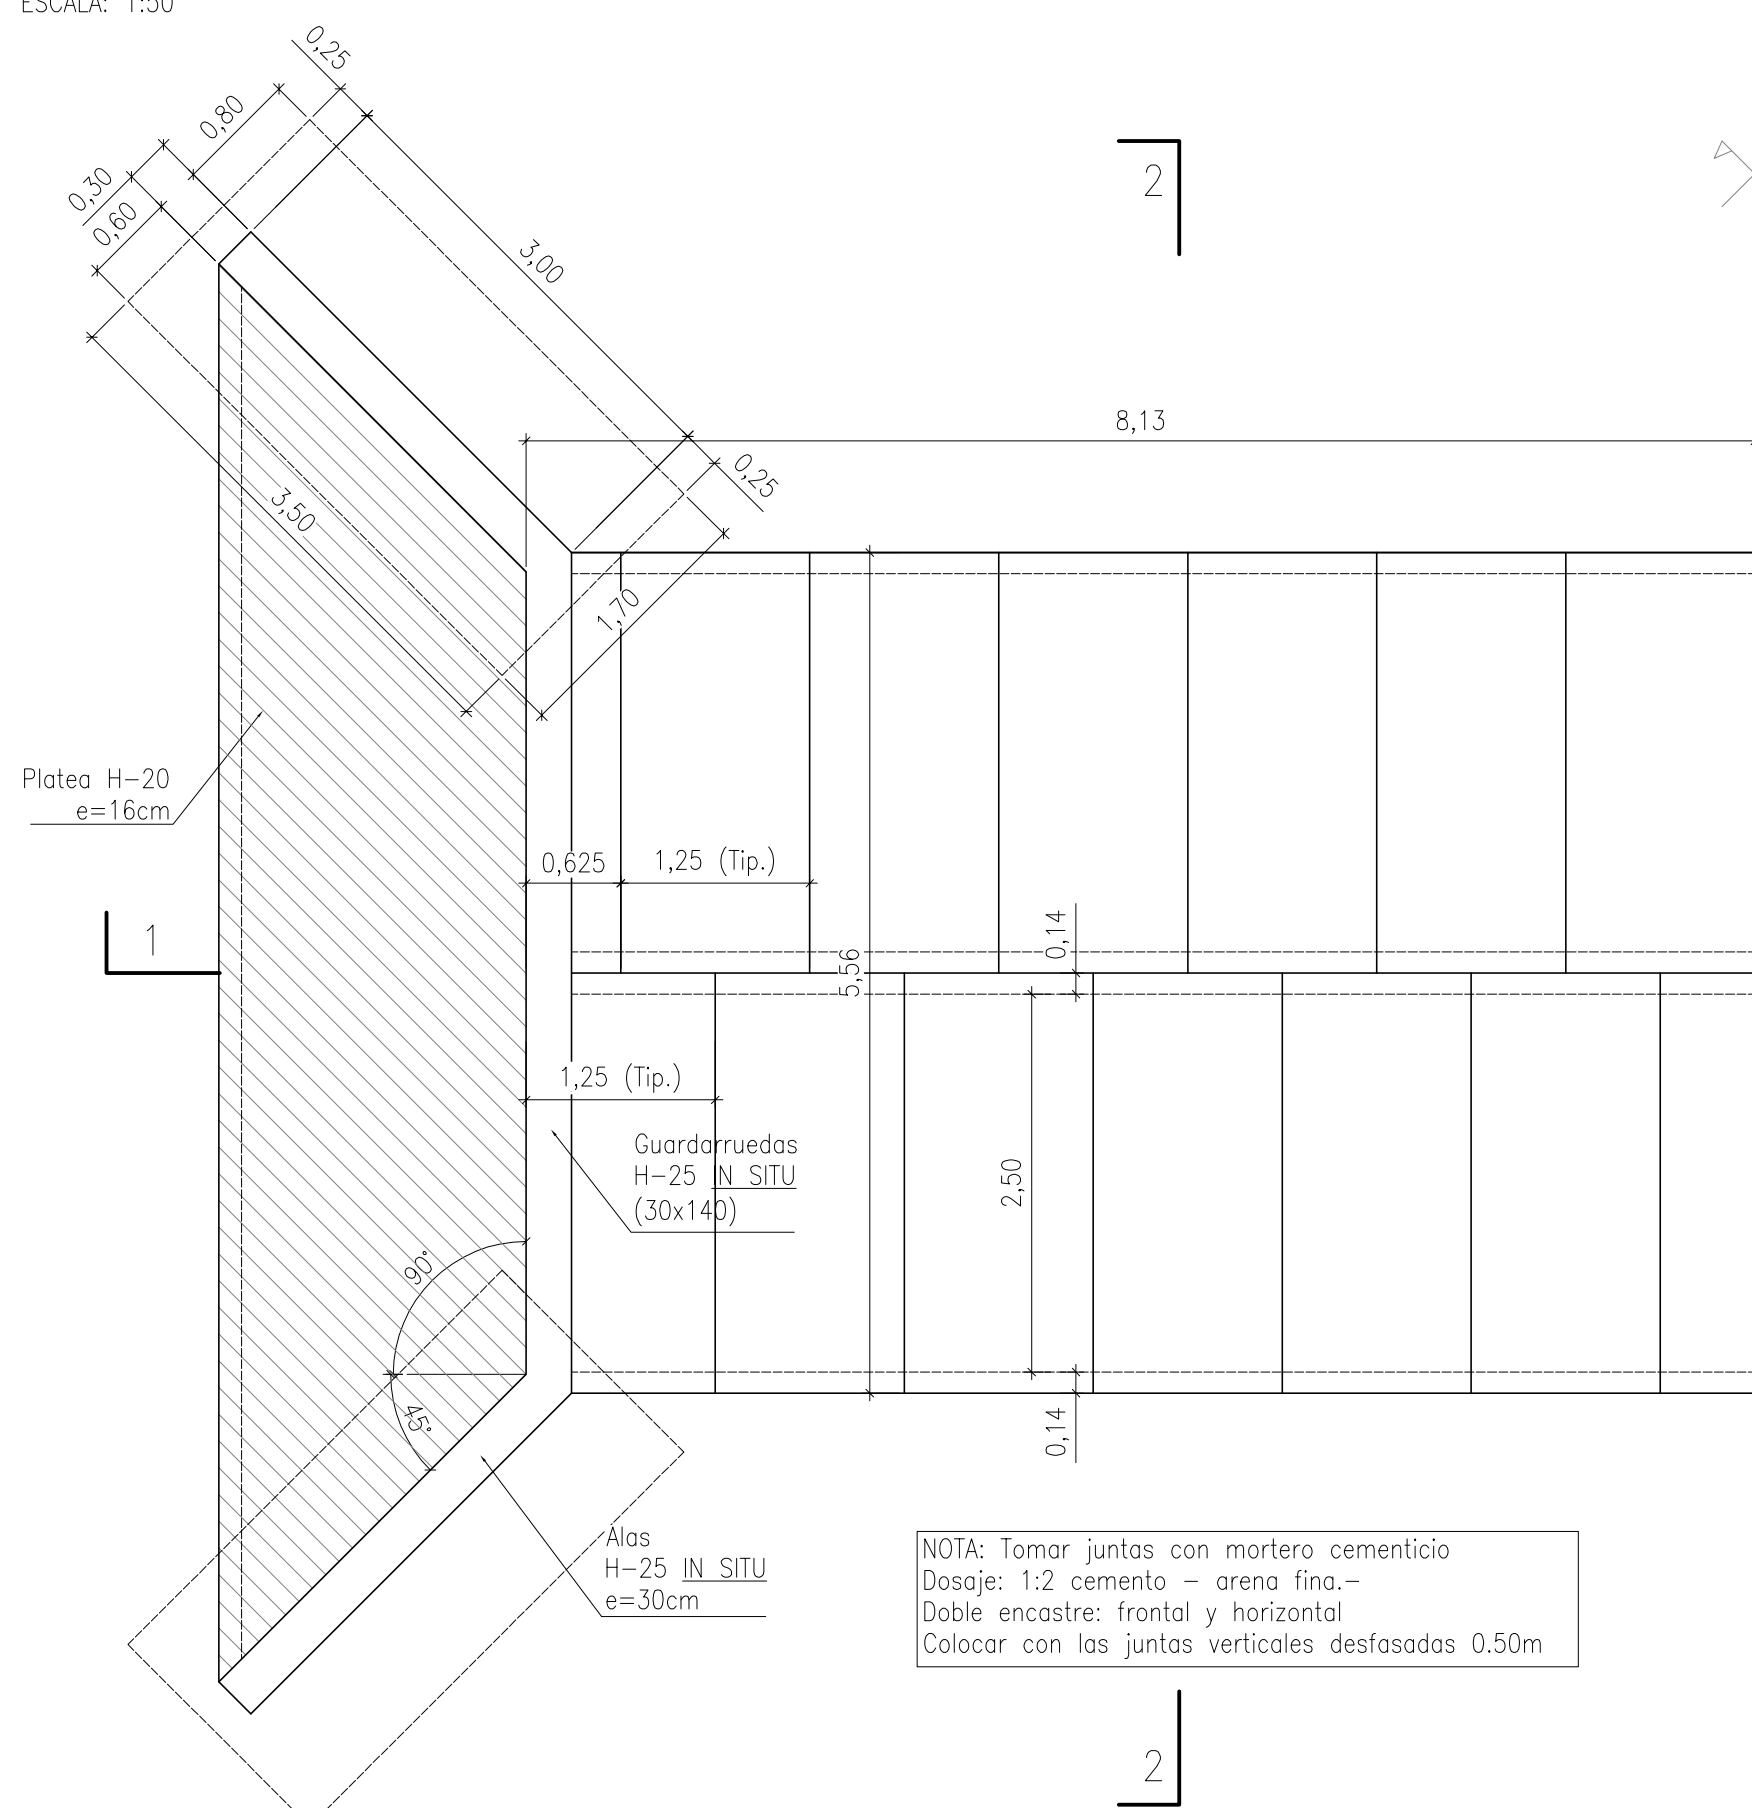 ESCALA: 1:50
0,25
0,80
0,30
0,60
3,00
2
8,13
0,25
3,50
1,70
Platea H-20
e=16cm
0,625
1,25 (Tip.)
1
0,14
5,56
1,25 (Tip.)
Guardarruedas
H-25 IN SITU
(30x140)
2,50
90°
45°
0,14
Alas
H-25 IN SITU
e=30cm
NOTA: Tomar juntas con mortero cementicio
Dosaje: 1:2 cemento - arena fina.-
Doble encastre: frontal y horizontal
Colocar con las juntas verticales desfasadas 0.50m
2